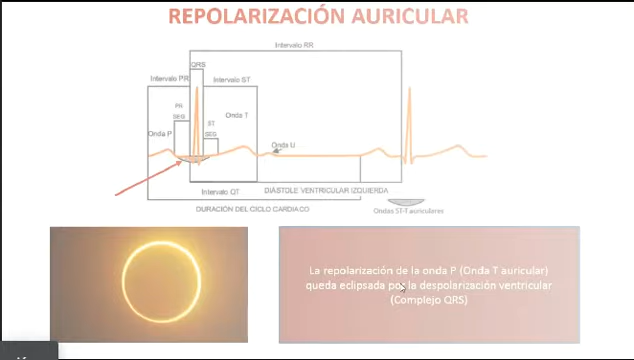 REPOLARIZACIÓN AURICULAR
Intervalo RR
QRS
Intervalo PR
Intervalo ST
PR
SEG
Onda T
ST
SEG
Onda P
Onda U
Intervalo QT
DIÁSTOLE VENTRICULAR IZQUIERDA
DURACIÓN DEL CICLO CARDIACO
Ondas ST-T auriculares
La repolarización de la onda P (Onda T auricular)
queda eclipsada por la despolarización ventricular
(Complejo QRS)